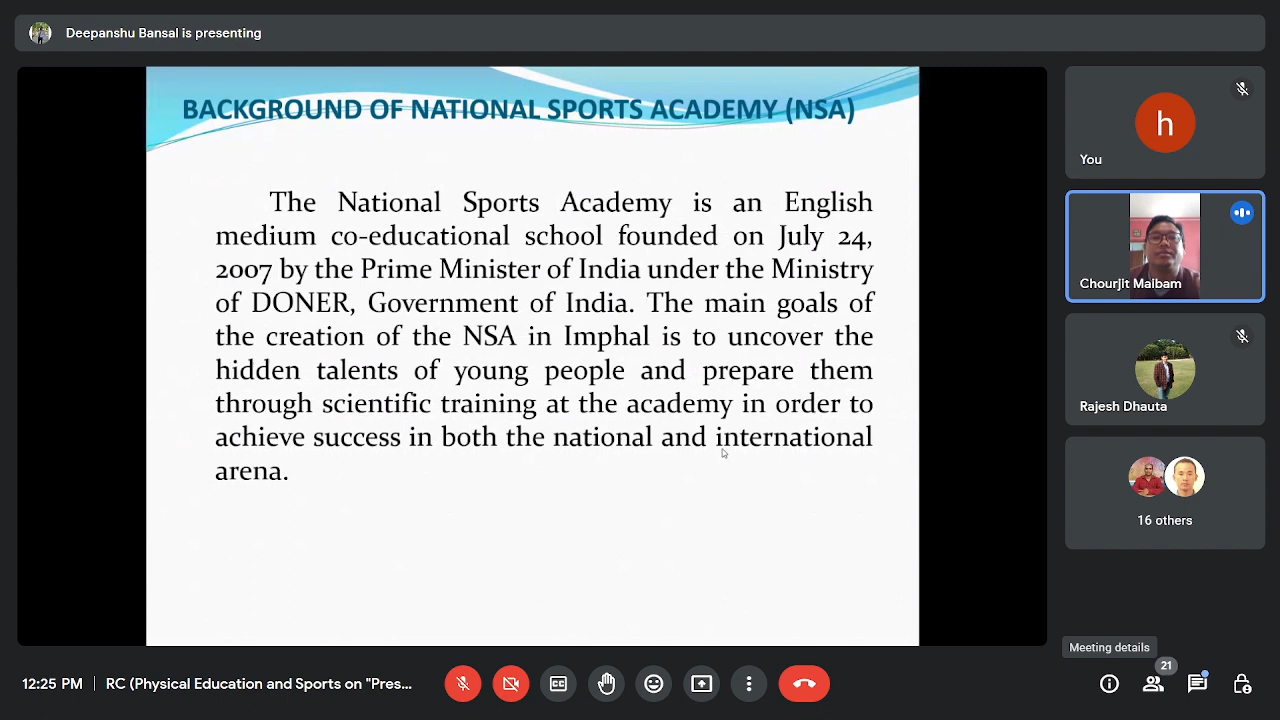 Deepanshu Bansal is presenting
BACKGROUND OF NATIONAL SPORTS ACADEMY (NSA)
The National Sports Academy is an English
medium co-educational school founded on July 24,
2007 by the Prime Minister of India under the Ministry
of DONER, Government of India. The main goals of
the creation of the NSA in Imphal is to uncover the
hidden talents of young people and prepare them
through scientific training at the academy in order to
achieve success in both the national and international
arena.
h
You
Chourjit Maibam
Rajesh Dhauta
16 others
Meeting details
21
12:25 PM | RC (Physical Education and Sports on "Pres...
CC